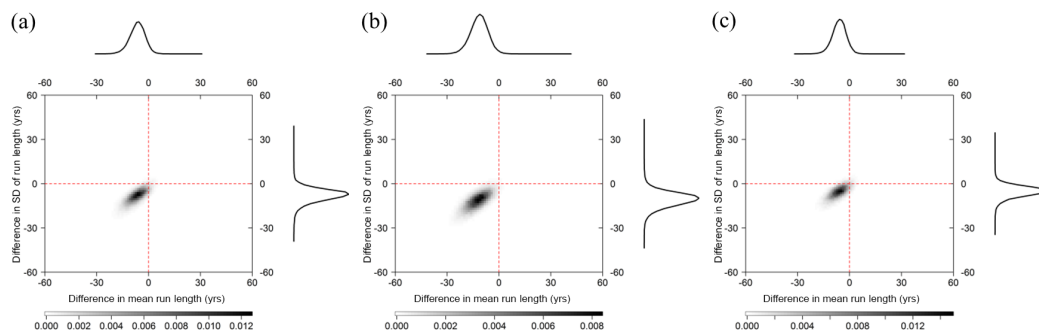 (a)
-60 -30 0 30 60
60 60
30 30
0 0
-30 -30
-60 -60
Difference in SD of run length (yrs)
-60 -30 0 30 60
Difference in mean run length (yrs)
0.000 0.002 0.004 0.006 0.010 0.012
(b)
-60 -30 0 30 60
60 60
30 30
0 0
-30 -30
-60 -60
Difference in SD of run length (yrs)
-60 -30 0 30 60
Difference in mean run length (yrs)
0.000 0.002 0.004 0.006 0.008
(c)
-60 -30 0 30 60
60 60
30 30
0 0
-30 -30
-60 -60
Difference in SD of run length (yrs)
-60 -30 0 30 60
Difference in mean run length (yrs)
0.000 0.002 0.004 0.006 0.008 0.012